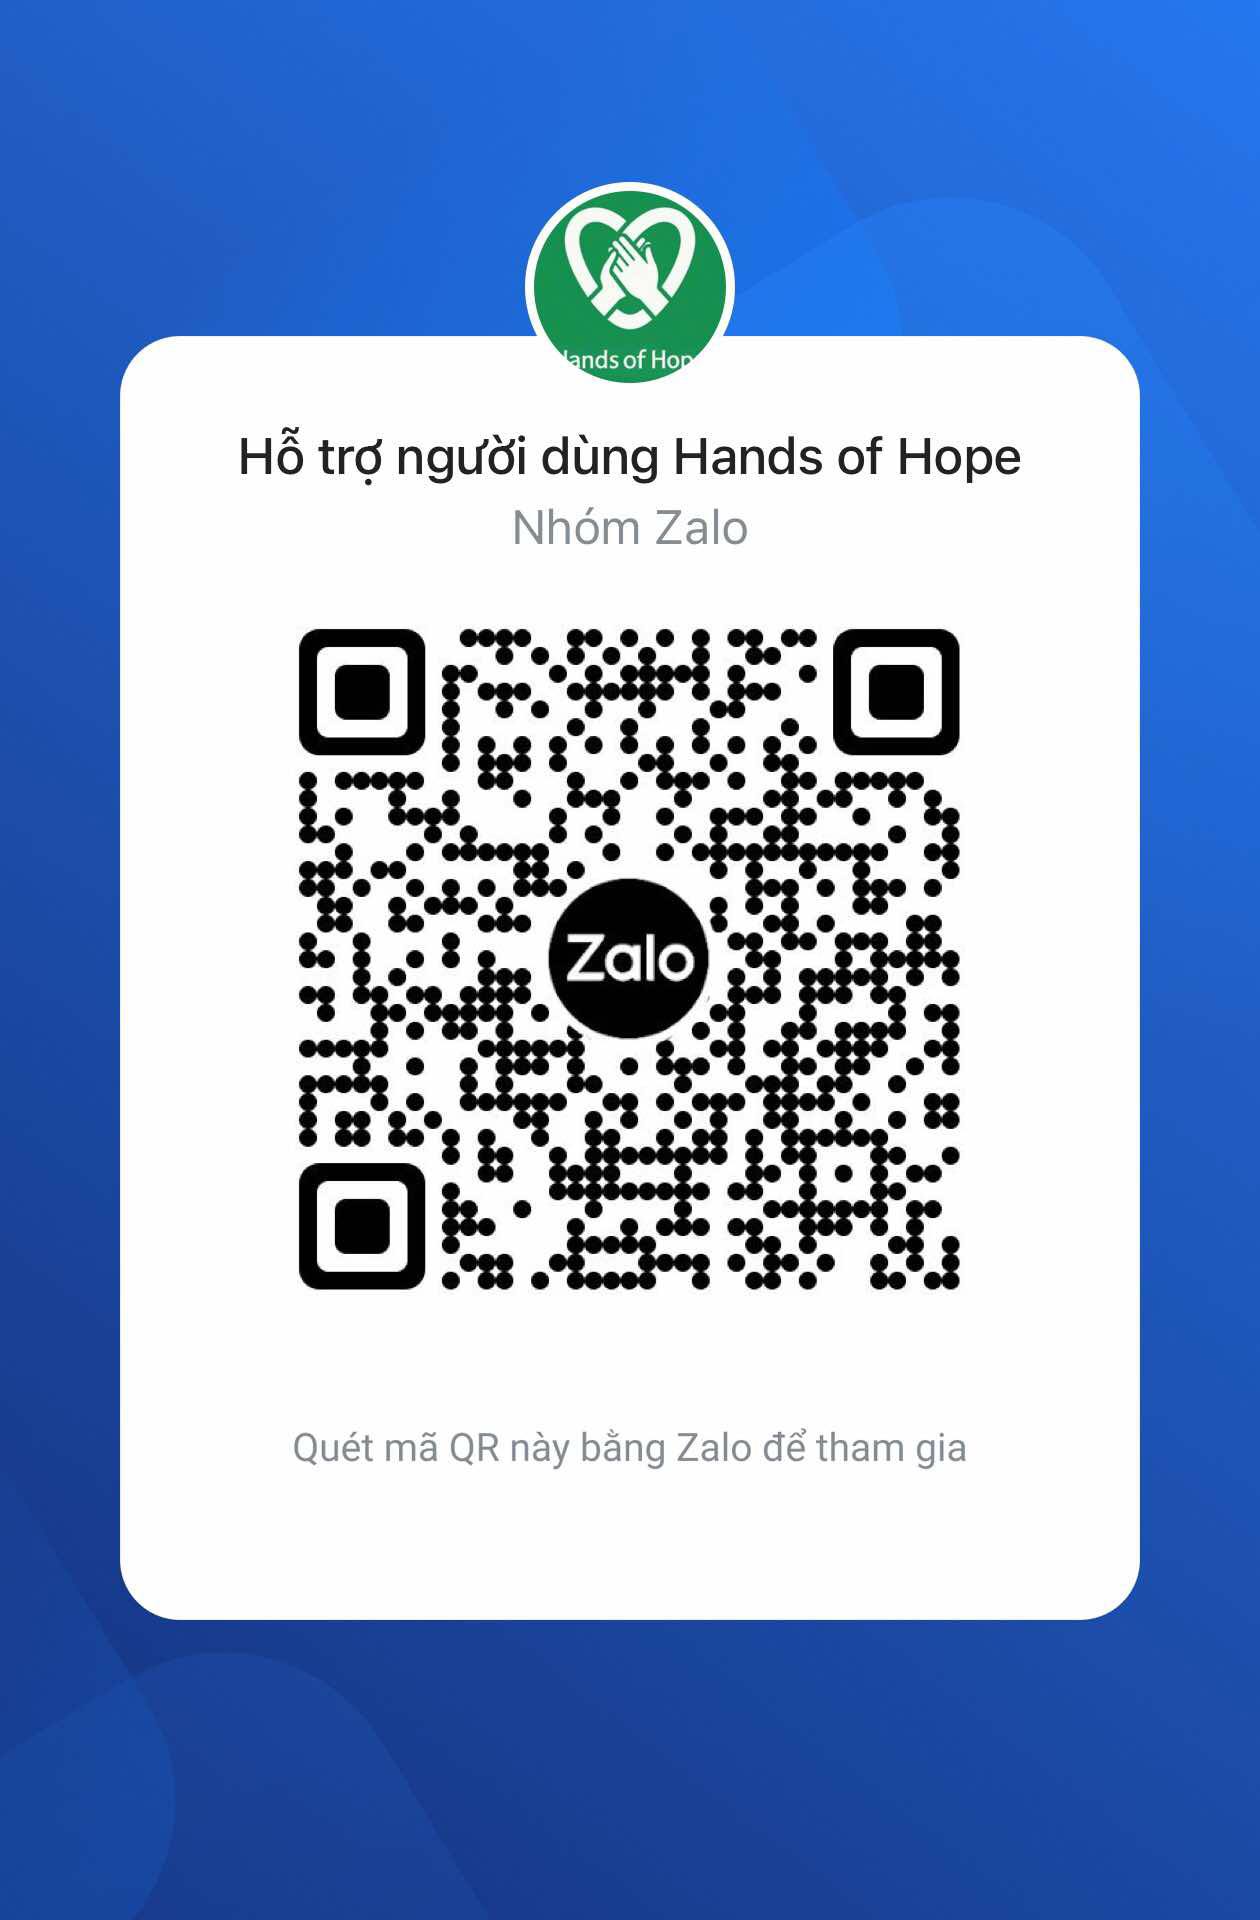 Hands of Hop
Hỗ trợ người dùng Hands of Hope
Nhóm Zalo
Zalo
Quét mã QR này bằng Zalo để tham gia